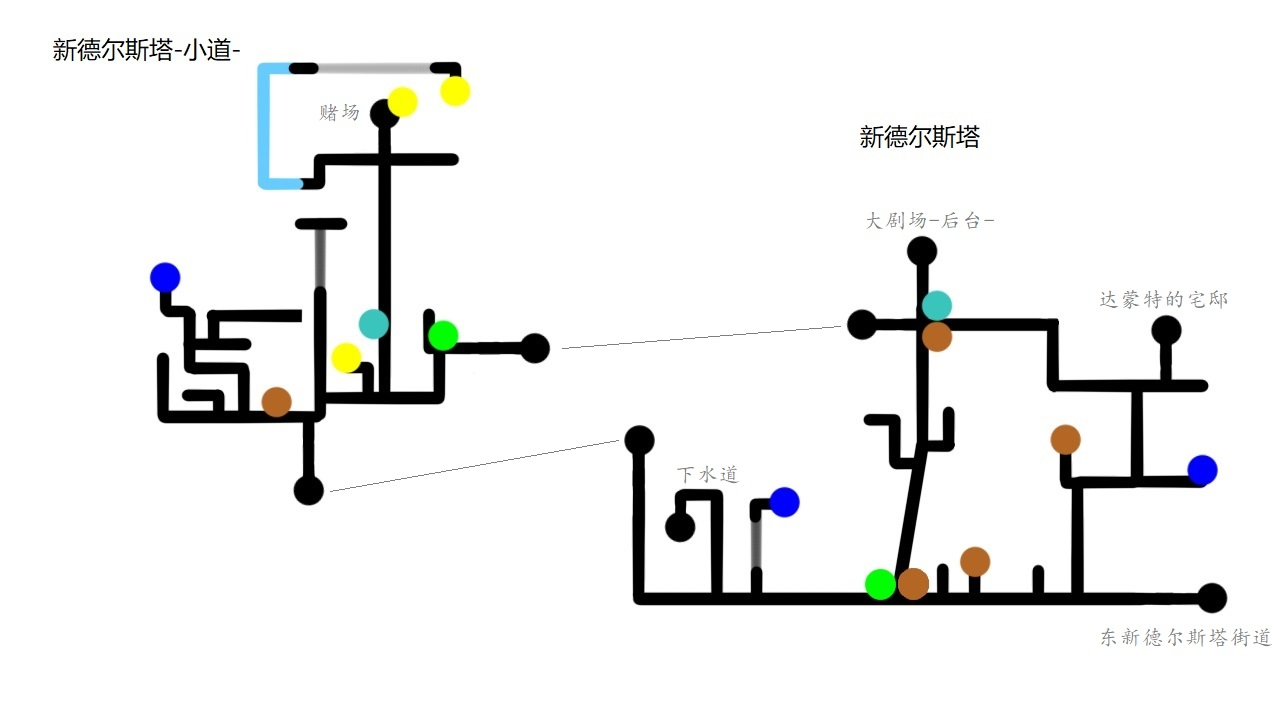 新德尔斯塔-小道-
赌场
新德尔斯塔
大剧场-后台-
达蒙特的宅邸
下水道
东新德尔斯塔街道